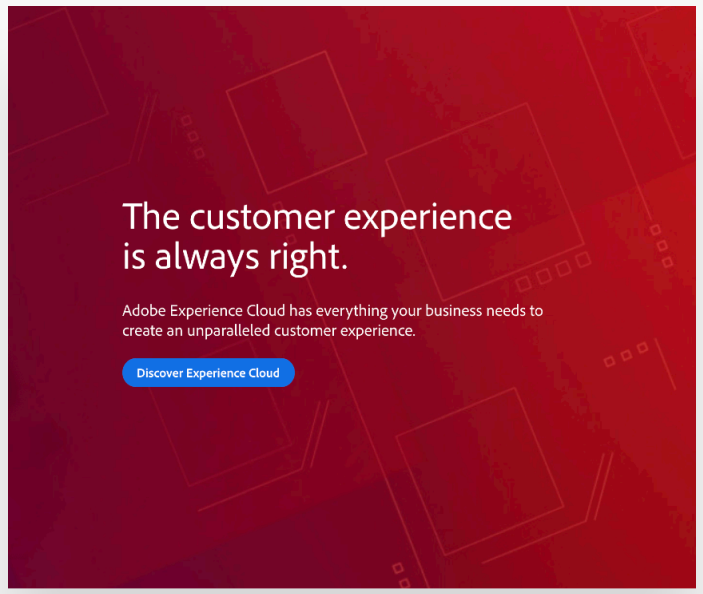 The customer experience
is always right.
Adobe Experience Cloud has everything your business needs to
create an unparalleled customer experience.
Discover Experience Cloud